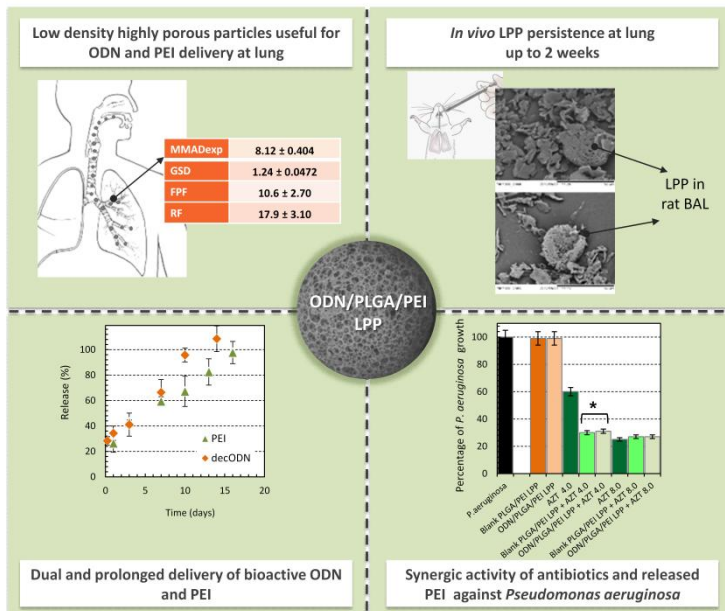 Low density highly porous particles useful for
ODN and PEI delivery at lung
MMADexp 8.12 ± 0.404
GSD 1.24 ± 0.0472
FPF 10.6 ± 2.70
RF 17.9 ± 3.10
In vivo LPP persistence at lung
up to 2 weeks
LPP in
rat BAL
ODN/PLGA/PEI
LPP
Release (%)
100
80
60
40
20
0
0 5 10 15 20
PEI
decODN
Time (days)
Dual and prolonged delivery of bioactive ODN
and PEI
Percentage of P. aeruginosa growth
100
80
60
40
20
0
*
P. aeruginosa
Blank PLGA/PEI LPP
ODN/PLGA/PEI LPP
AZT 4.0
Blank PLGA/PEI LPP + AZT 4.0
ODN/PLGA/PEI LPP + AZT 4.0
AZT 8.0
Blank PLGA/PEI LPP + AZT 8.0
ODN/PLGA/PEI LPP + AZT 8.0
Synergic activity of antibiotics and released
PEI against Pseudomonas aeruginosa